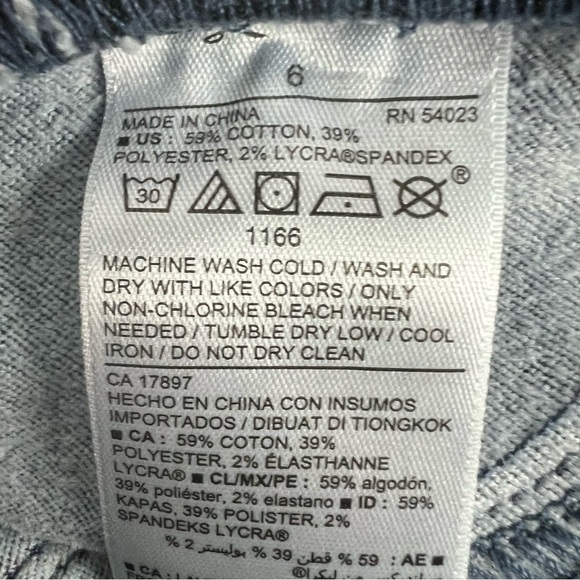 6
MADE IN CHINA RN 54023
■ US : 59% COTTON, 39%
POLYESTER, 2% LYCRA®SPANDEX
30
®
1166
MACHINE WASH COLD / WASH AND
DRY WITH LIKE COLORS / ONLY
NON-CHLORINE BLEACH WHEN
NEEDED / TUMBLE DRY LOW / COOL
IRON / DO NOT DRY CLEAN
CA 17897
HECHO EN CHINA CON INSUMOS
IMPORTADOS / DIBUAT DI TIONGKOK
■ CA : 59% COTON, 39%
POLYESTER, 2% ÉLASTHANNE
LYCRA® ■ CL/MX/PE : 59% algodón,
39% poliéster, 2% elastano ■ ID : 59%
KAPAS, 39% POLISTER, 2%
SPANDEKS LYCRA®
■ AE : 59 % قطن 39 % بوليستر 2 %
■ CA :